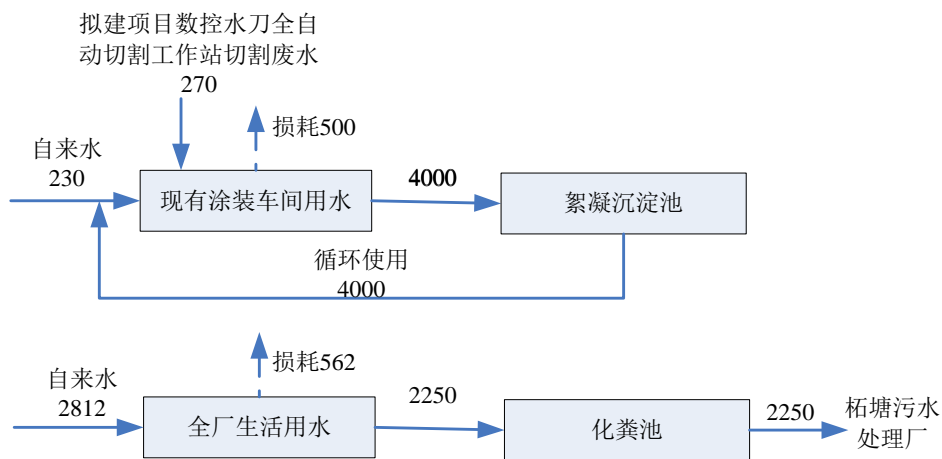 拟建项目数控水刀全自
动切割工作站切割废水
270
损耗500
自来水
230
现有涂装车间用水
4000
絮凝沉淀池
循环使用
4000
损耗562
自来水
2812
全厂生活用水
2250
化粪池
2250
柘塘污水
处理厂